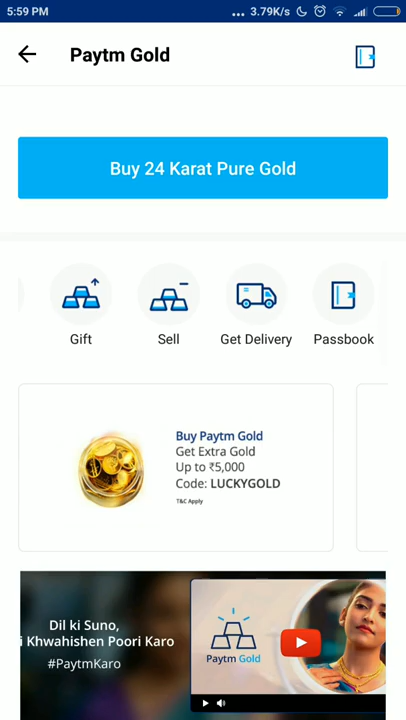 5:59 PM
... 3.79K/s
Paytm Gold
Buy 24 Karat Pure Gold
Gift
Sell
Get Delivery
Passbook
Buy Paytm Gold
Get Extra Gold
Up to ₹5,000
Code: LUCKYGOLD
T&C Apply
Dil ki Suno,
i Khwahishen Poori Karo
#PaytmKaro
Paytm Gold